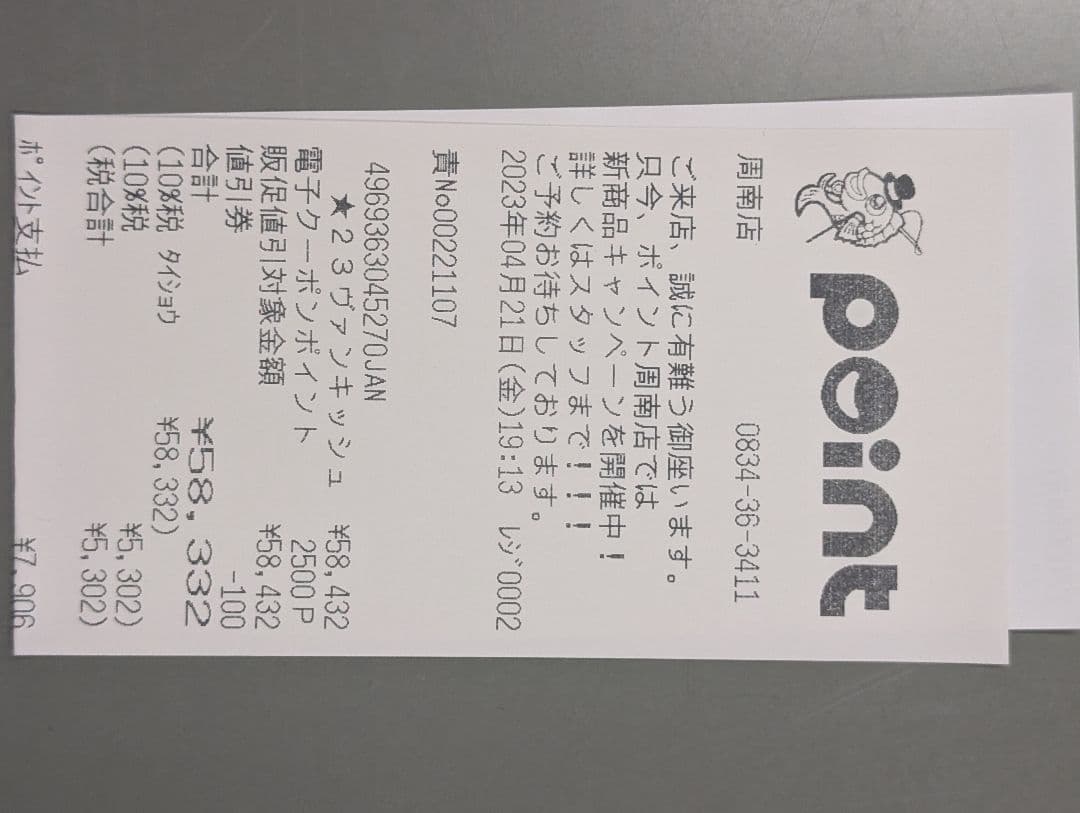 point
周南店 0834-36-3411
ご来店、誠に有難う御座います。
只今、ポイント周南店では
新商品キャンペーンを開催中！
詳しくはスタッフまで！！！
ご予約お待ちしております。
2023年04月21日(金)19:13 レジ0002
責No00221107
4969363045270JAN
★２３ヴァンキッシュ ¥58,432
電子クーポンポイント 2500P
販促値引対象金額 ¥58,432
値引券 -100
合計 ¥58,332
(10%税 タイショウ ¥58,332)
(10%税 ¥5,302)
(税合計 ¥5,302)
ポイント支払 ¥7,906